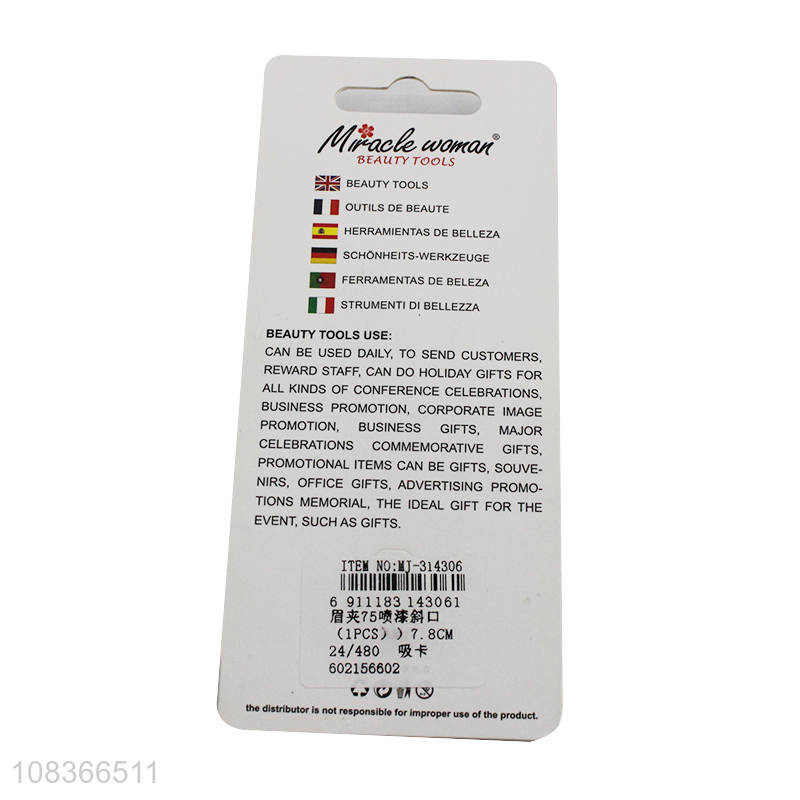 Miracle woman®
BEAUTY TOOLS
BEAUTY TOOLS
OUTILS DE BEAUTE
HERRAMIENTAS DE BELLEZA
SCHÖNHEITS-WERKZEUGE
FERRAMENTAS DE BELEZA
STRUMENTI DI BELLEZZA
BEAUTY TOOLS USE:
CAN BE USED DAILY, TO SEND CUSTOMERS,
REWARD STAFF, CAN DO HOLIDAY GIFTS FOR
ALL KINDS OF CONFERENCE CELEBRATIONS,
BUSINESS PROMOTION, CORPORATE IMAGE
PROMOTION, BUSINESS GIFTS, MAJOR
CELEBRATIONS COMMEMORATIVE GIFTS,
PROMOTIONAL ITEMS CAN BE GIFTS, SOUVE-
NIRS, OFFICE GIFTS, ADVERTISING PROMO-
TIONS MEMORIAL, THE IDEAL GIFT FOR THE
EVENT, SUCH AS GIFTS.
ITEM NO:MJ-314306
6 911183 143061
眉夹75喷漆斜口
(1PCS) ) 7.8CM
24/480 吸卡
602156602
the distributor is not responsible for improper use of the product.
108366511